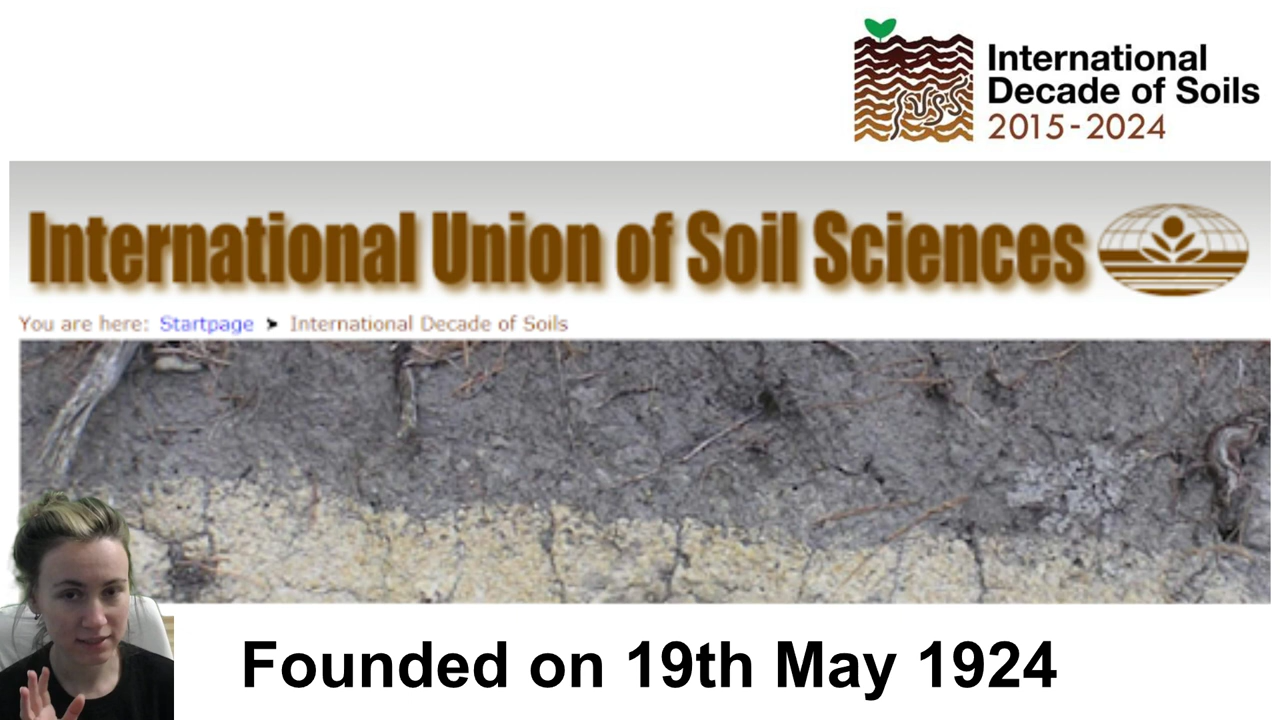 International
Decade of Soils
2015-2024
IUSS
International Union of Soil Sciences
You are here: Startpage ➤ International Decade of Soils
Founded on 19th May 1924